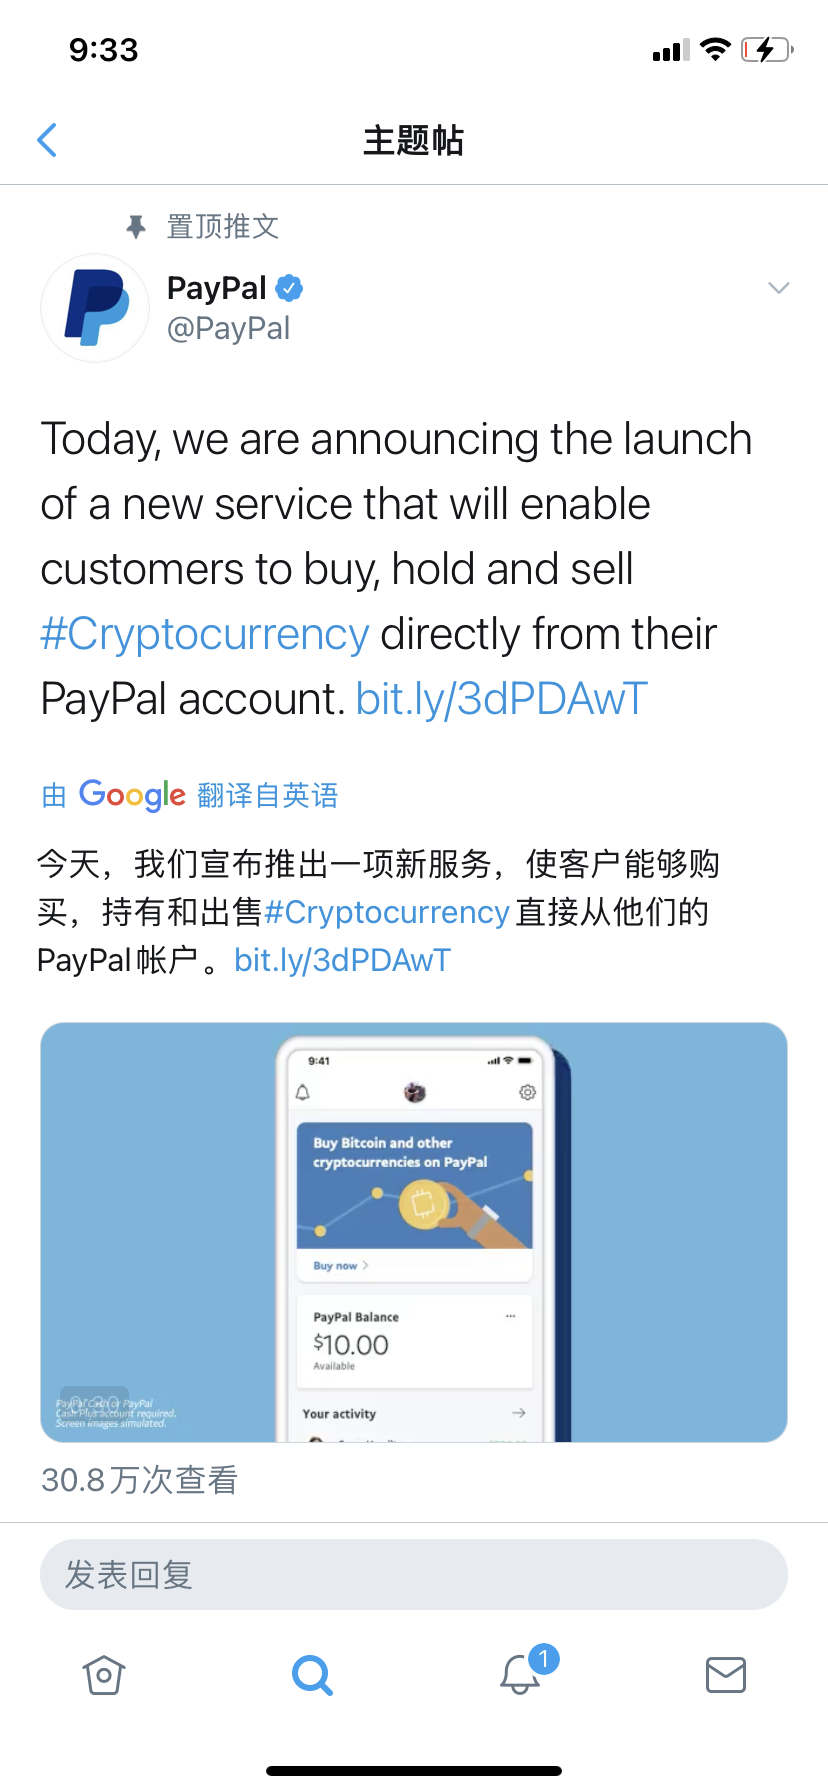 9:33
主题帖
置顶推文
PayPal
@PayPal
Today, we are announcing the launch
of a new service that will enable
customers to buy, hold and sell
#Cryptocurrency directly from their
PayPal account. bit.ly/3dPDAwT
由 Google 翻译自英语
今天，我们宣布推出一项新服务，使客户能够购
买，持有和出售#Cryptocurrency直接从他们的
PayPal帐户。bit.ly/3dPDAwT
9:41
Buy Bitcoin and other
cryptocurrencies on PayPal
Buy now
PayPal Balance
$10.00
Available
Your activity
0:30
PayPal Cash or PayPal
Cash Plus account required.
Screen images simulated.
30.8万次查看
发表回复
1